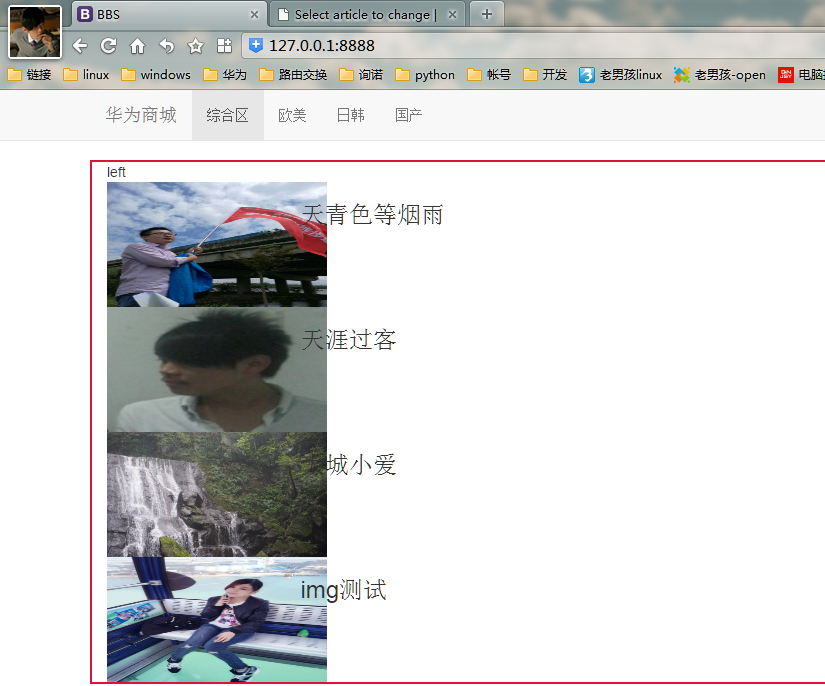 BBS
Select article to change |
127.0.0.1:8888
链接 linux windows 华为 路由交换 询诺 python 帐号 开发 老男孩linux 老男孩-open 电脑
华为商城 综合区 欧美 日韩 国产
left
天青色等烟雨
天涯过客
城小爱
img测试